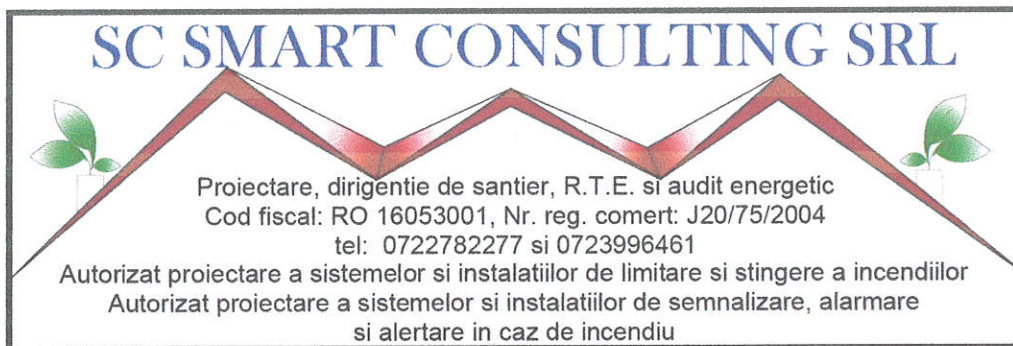 SC SMART CONSULTING SRL
Proiectare, dirigentie de santier, R.T.E. si audit energetic
Cod fiscal: RO 16053001, Nr. reg. comert: J20/75/2004
tel: 0722782277 si 0723996461
Autorizat proiectare a sistemelor si instalatiilor de limitare si stingere a incendiilor
Autorizat proiectare a sistemelor si instalatiilor de semnalizare, alarmare
si alertare in caz de incendiu